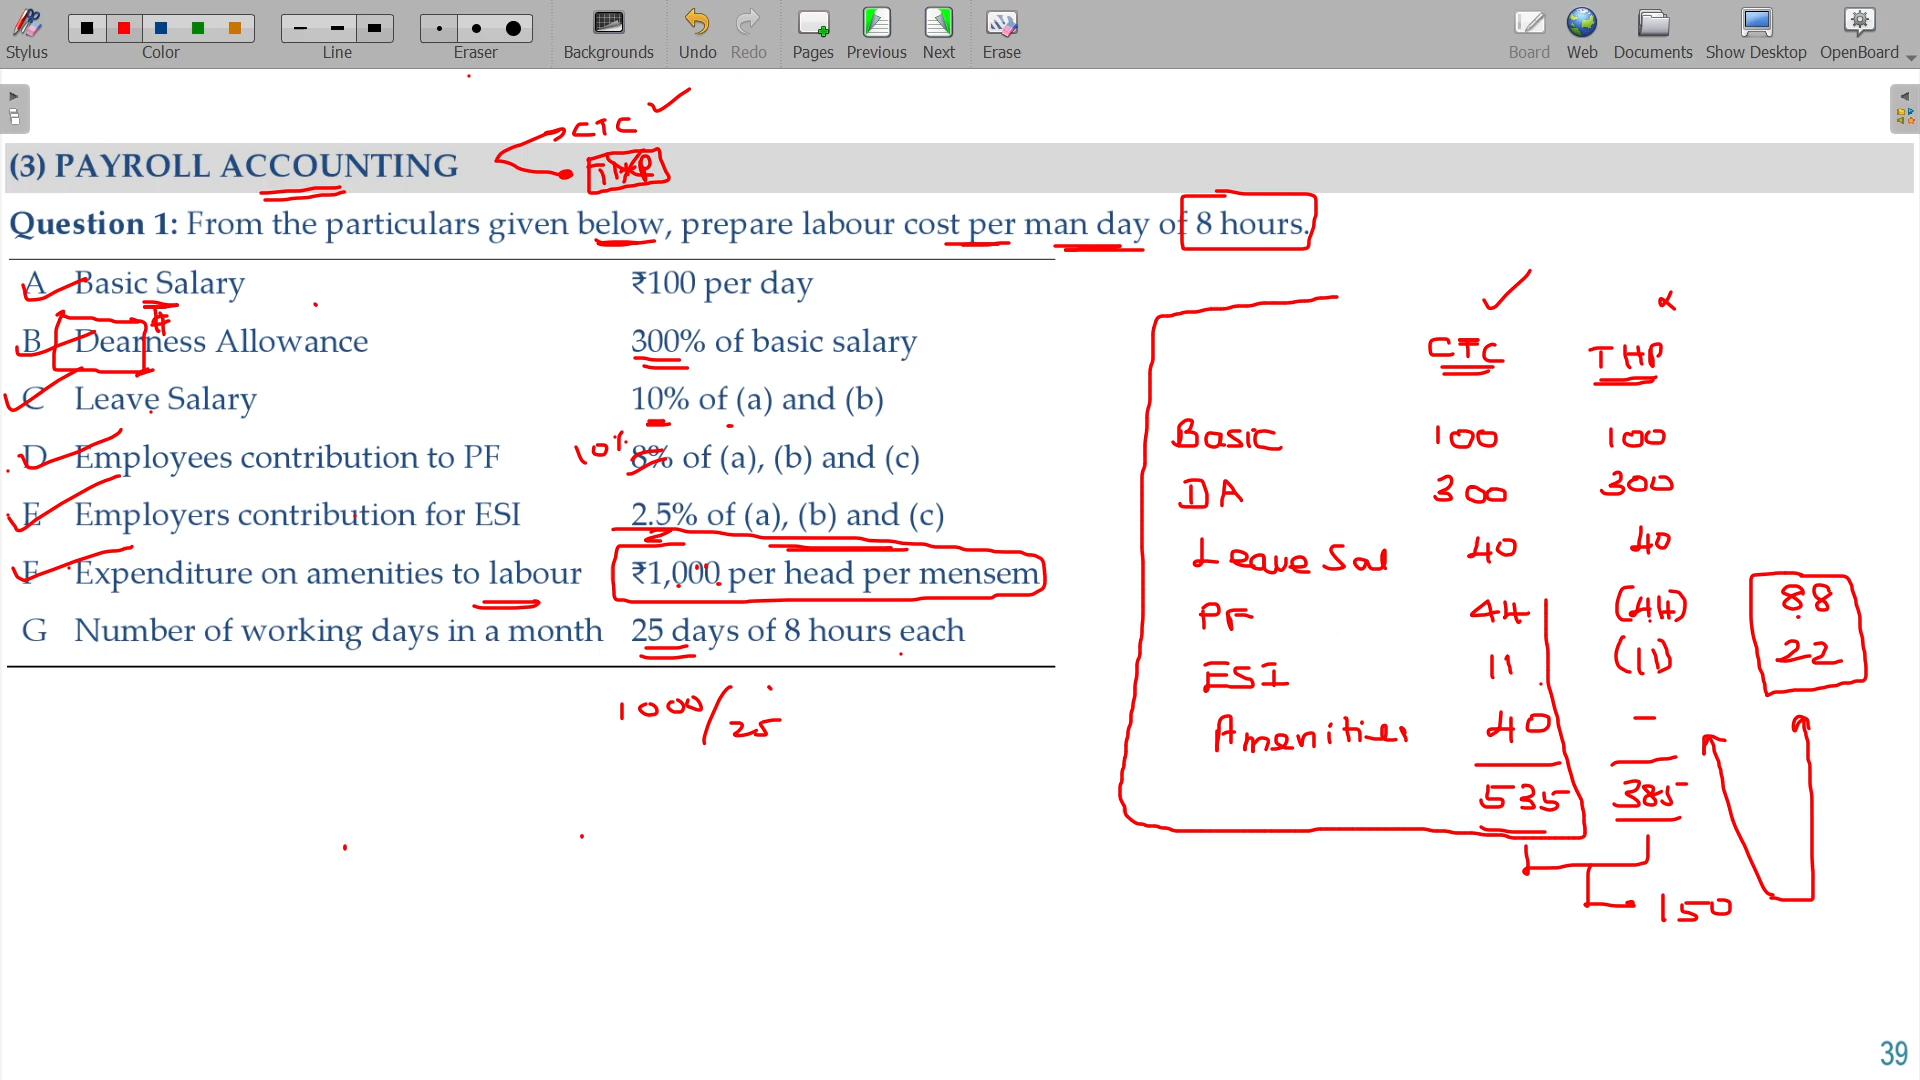 Stylus Color Line Eraser Backgrounds Undo Redo Pages Previous Next Erase Board Web Documents Show Desktop OpenBoard
CTC
(3) PAYROLL ACCOUNTING THP
Question 1: From the particulars given below, prepare labour cost per man day of 8 hours.
A Basic Salary ₹100 per day
B Dearness Allowance 300% of basic salary
C Leave Salary 10% of (a) and (b)
D Employees contribution to PF 10% 8% of (a), (b) and (c)
E Employers contribution for ESI 2.5% of (a), (b) and (c)
F Expenditure on amenities to labour ₹1,000 per head per mensem
G Number of working days in a month 25 days of 8 hours each
1000/25
CTC THP
Basic 100 100
DA 300 300
Leave Sal 40 40
PF 44 (44) 88
ESI 11 (11) 22
Amenities 40 -
535 385
150
39